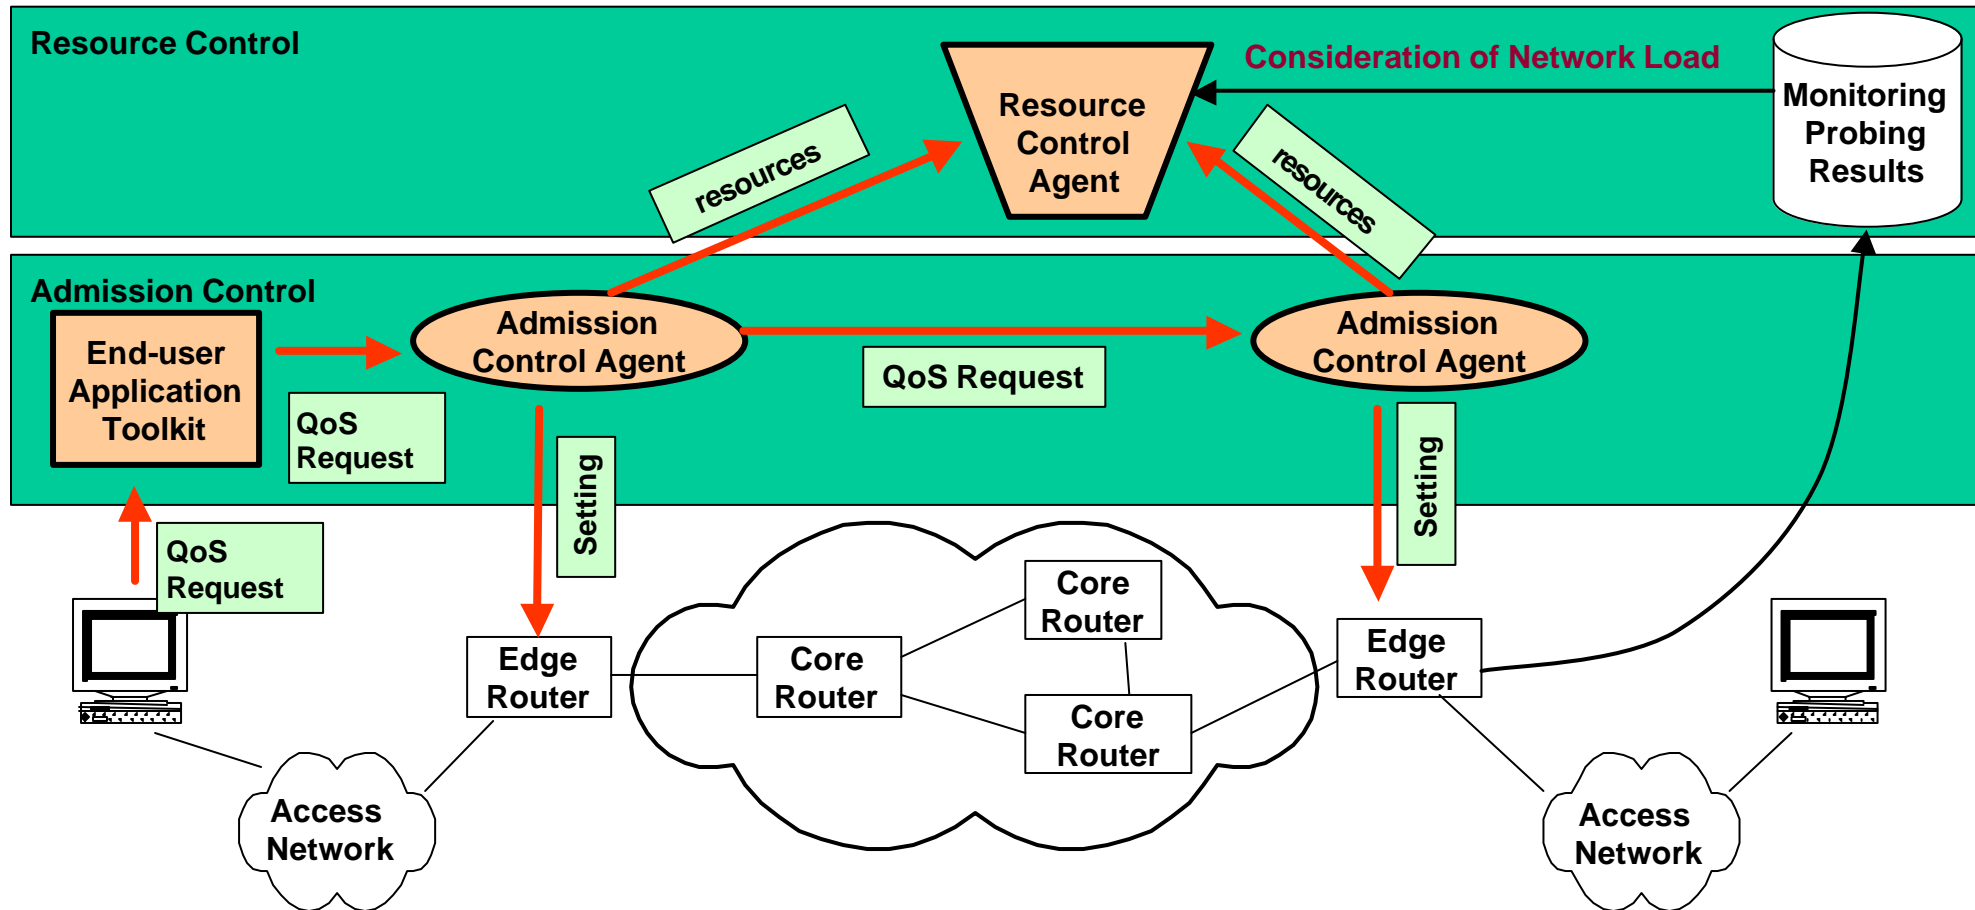 Resource Control
Resource
Control
Agent
Consideration of Network Load
Monitoring
Probing
Results
resources
resources
Admission Control
End-user
Application
Toolkit
QoS
Request
Admission
Control Agent
QoS Request
Admission
Control Agent
Setting
Setting
QoS
Request
Edge
Router
Core
Router
Core
Router
Core
Router
Edge
Router
Access
Network
Access
Network